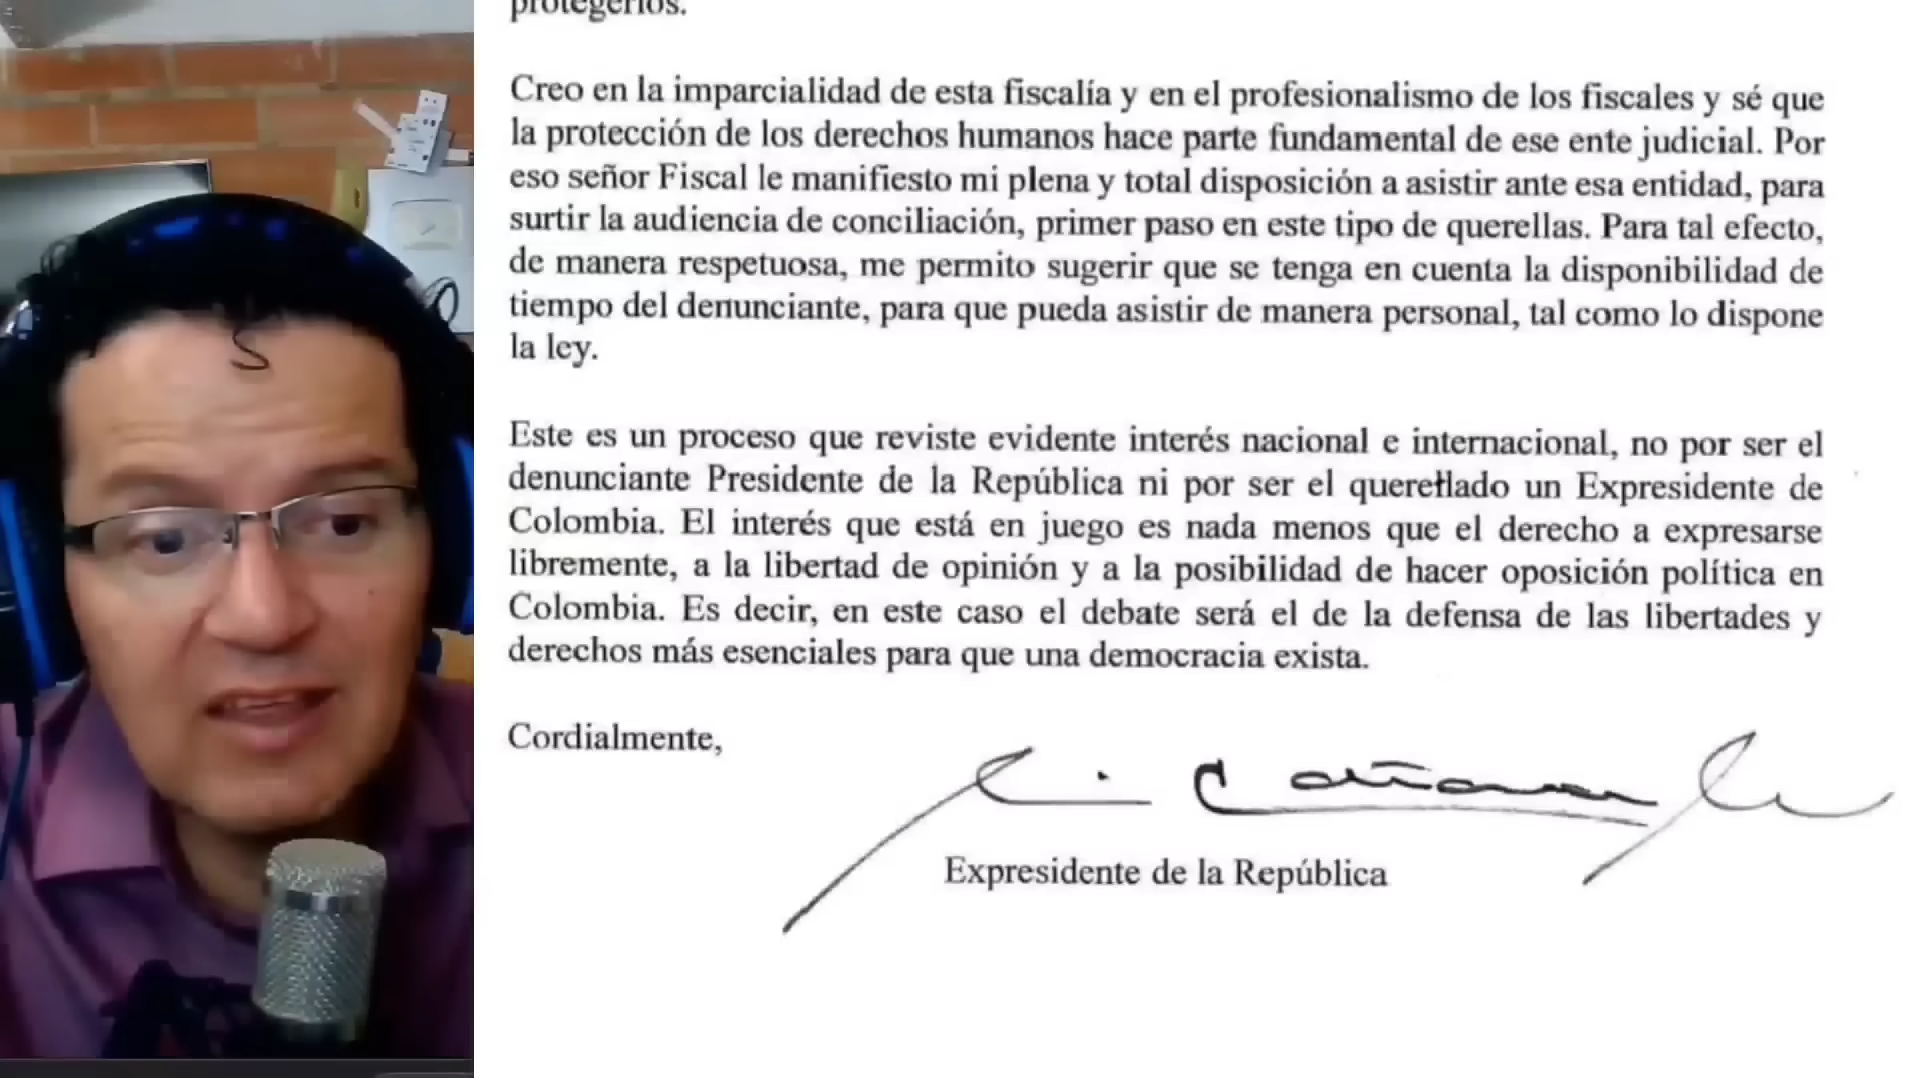 protegerlos.
Creo en la imparcialidad de esta fiscalía y en el profesionalismo de los fiscales y sé que
la protección de los derechos humanos hace parte fundamental de ese ente judicial. Por
eso señor Fiscal le manifiesto mi plena y total disposición a asistir ante esa entidad, para
surtir la audiencia de conciliación, primer paso en este tipo de querellas. Para tal efecto,
de manera respetuosa, me permito sugerir que se tenga en cuenta la disponibilidad de
tiempo del denunciante, para que pueda asistir de manera personal, tal como lo dispone
la ley.
Este es un proceso que reviste evidente interés nacional e internacional, no por ser el
denunciante Presidente de la República ni por ser el querellado un Expresidente de
Colombia. El interés que está en juego es nada menos que el derecho a expresarse
libremente, a la libertad de opinión y a la posibilidad de hacer oposición política en
Colombia. Es decir, en este caso el debate será el de la defensa de las libertades y
derechos más esenciales para que una democracia exista.
Cordialmente,
Expresidente de la República